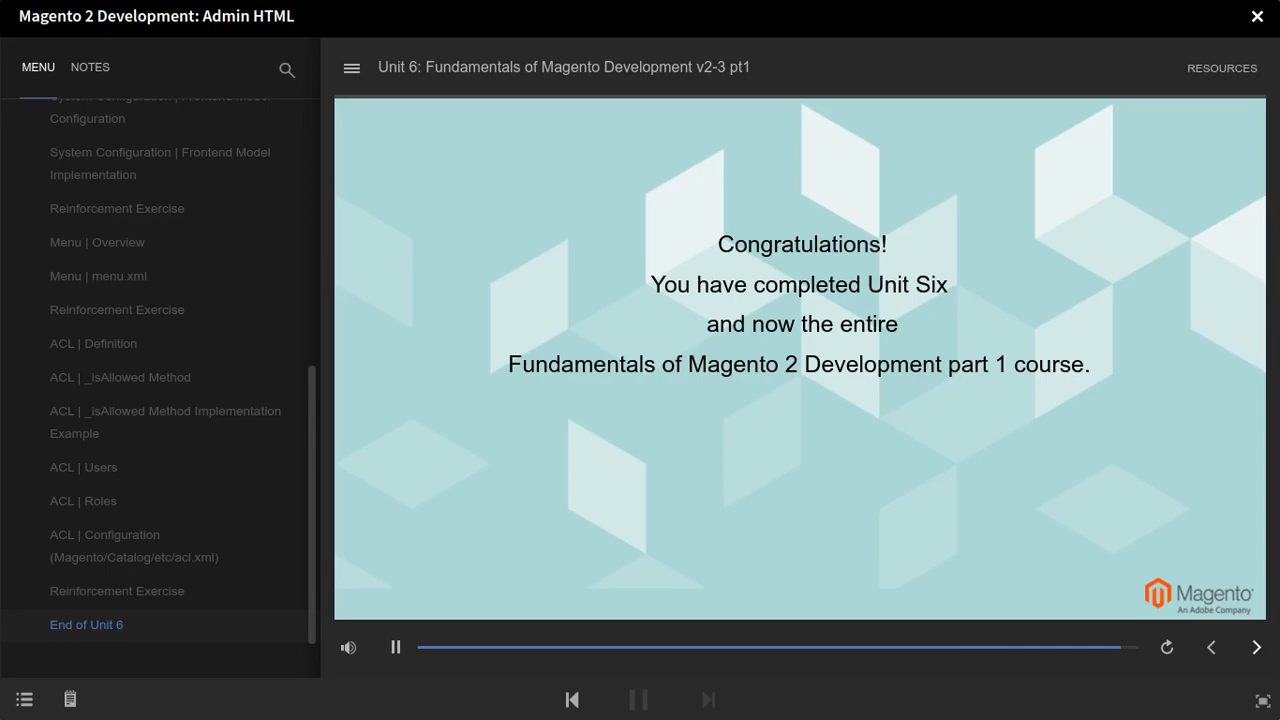 Magento 2 Development: Admin HTML
MENU
NOTES
Unit 6: Fundamentals of Magento Development v2-3 pt1
RESOURCES
System Configuration | Frontend Model
Configuration
System Configuration | Frontend Model
Implementation
Reinforcement Exercise
Menu | Overview
Menu | menu.xml
Reinforcement Exercise
ACL | Definition
ACL | _isAllowed Method
ACL | _isAllowed Method Implementation
Example
ACL | Users
ACL | Roles
ACL | Configuration
(Magento/Catalog/etc/acl.xml)
Reinforcement Exercise
End of Unit 6
Congratulations!
You have completed Unit Six
and now the entire
Fundamentals of Magento 2 Development part 1 course.
Magento
An Adobe Company